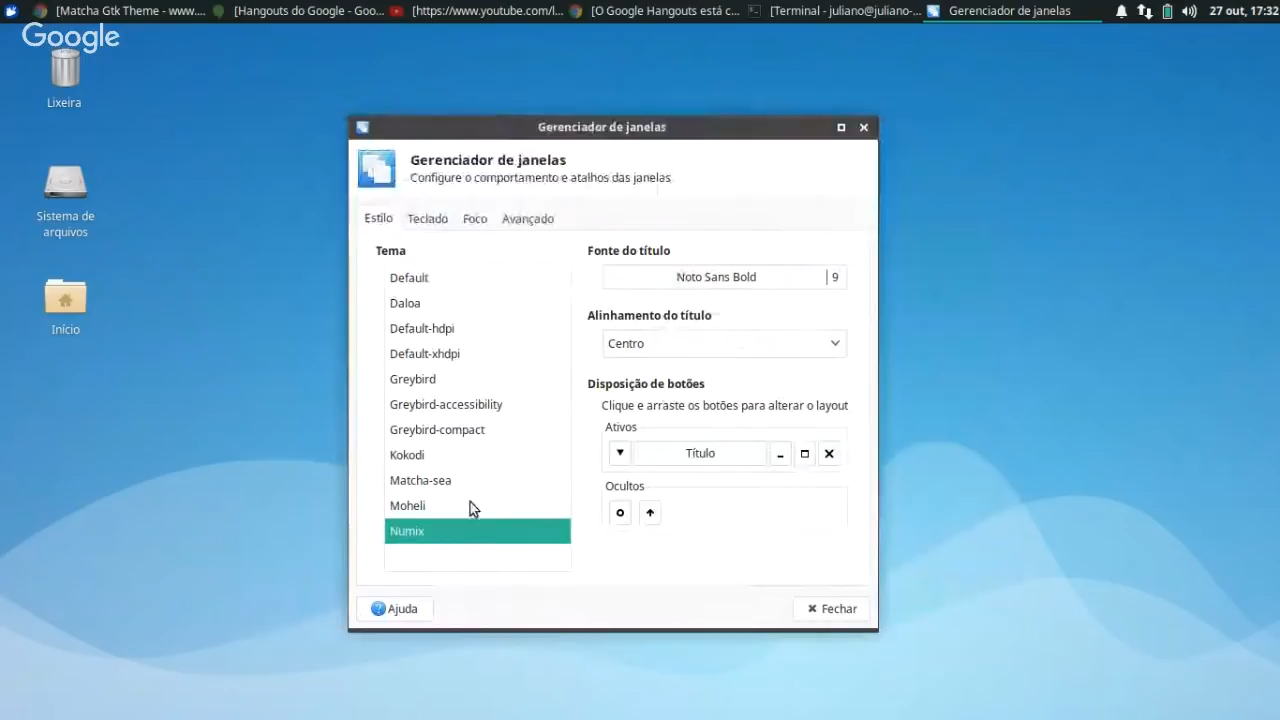 [Matcha Gtk Theme - www....
[Hangouts do Google - Goo...
[https://www.youtube.com/l...
[O Google Hangouts está c...
[Terminal - juliano@juliano-...
Gerenciador de janelas
27 out, 17:32
Google
Lixeira
Sistema de
arquivos
Início
Gerenciador de janelas
Gerenciador de janelas
Configure o comportamento e atalhos das janelas
Estilo
Teclado
Foco
Avançado
Tema
Default
Daloa
Default-hdpi
Default-xhdpi
Greybird
Greybird-accessibility
Greybird-compact
Kokodi
Matcha-sea
Moheli
Numix
Fonte do título
Noto Sans Bold
9
Alinhamento do título
Centro
Disposição de botões
Clique e arraste os botões para alterar o layout
Ativos
Título
Ocultos
Ajuda
Fechar